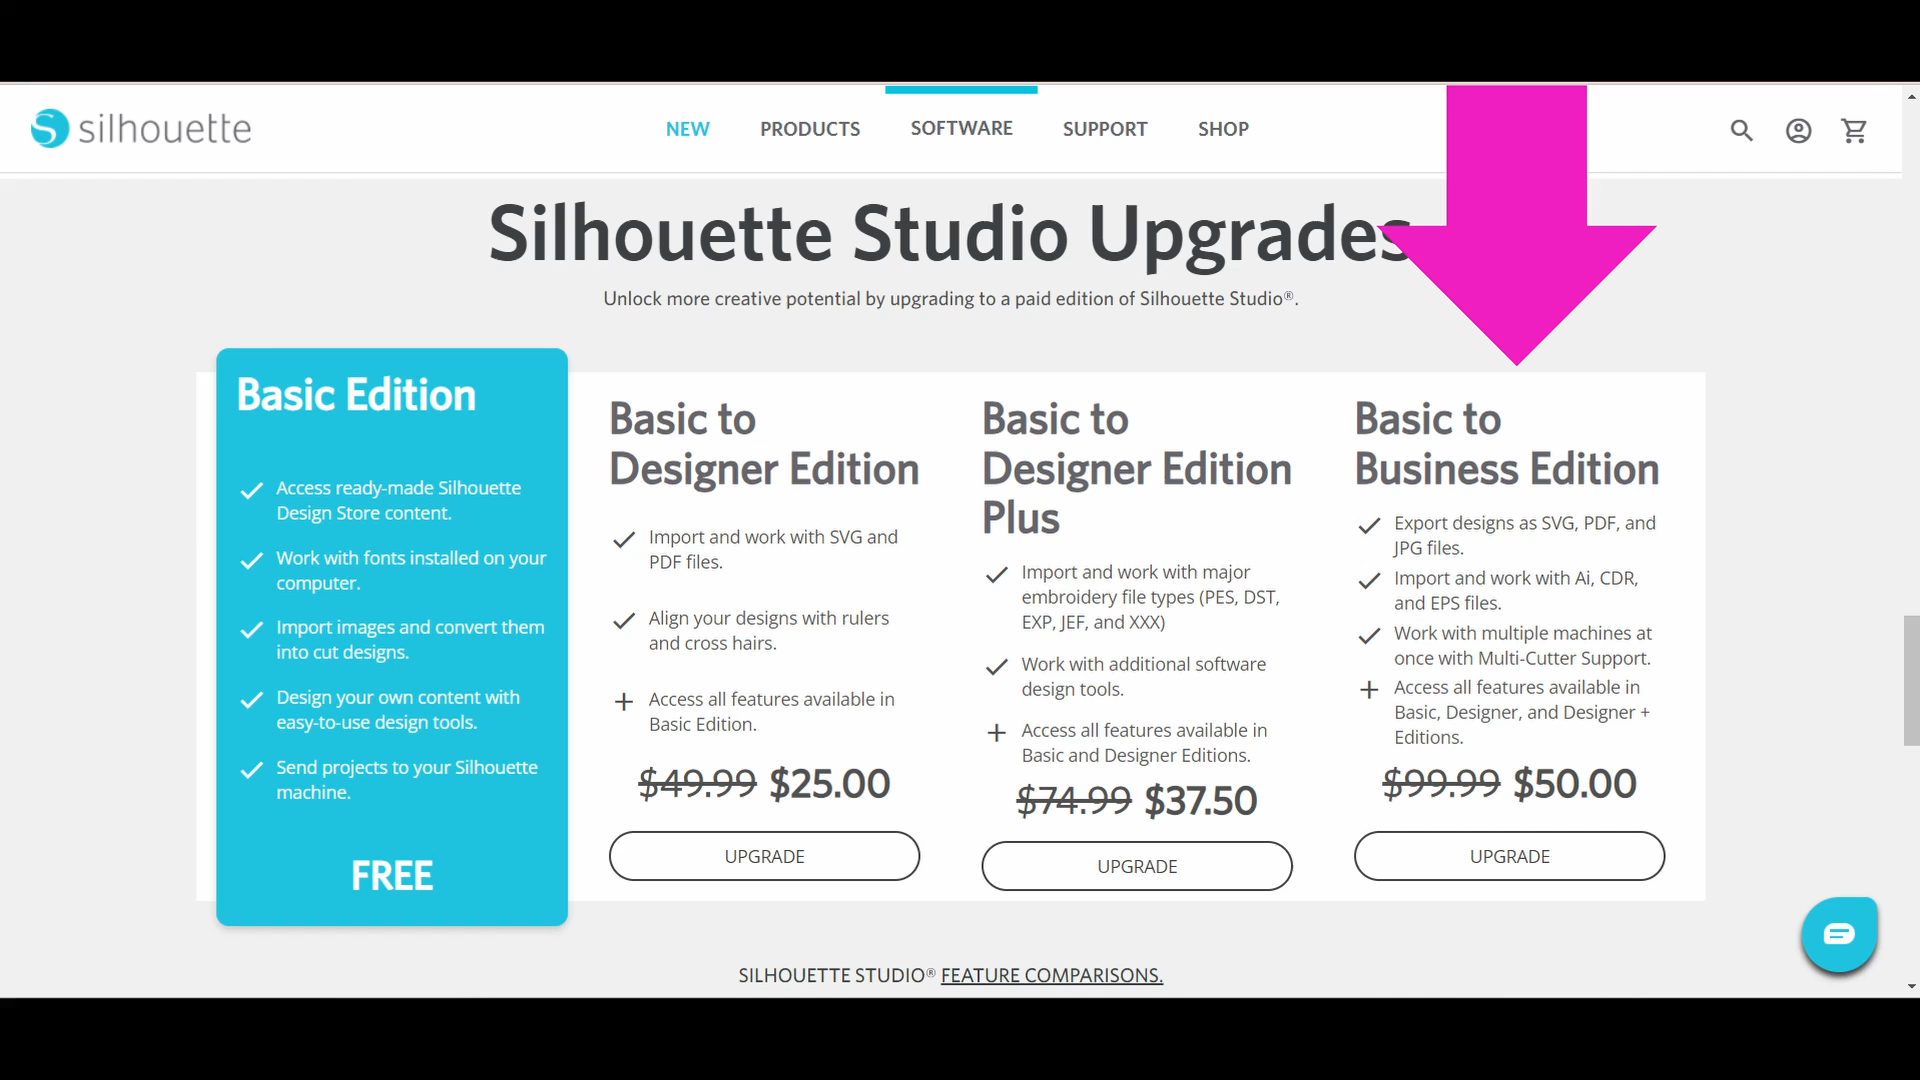 silhouette
NEW PRODUCTS SOFTWARE SUPPORT SHOP
Silhouette Studio Upgrades
Unlock more creative potential by upgrading to a paid edition of Silhouette Studio®.
Basic Edition
Access ready-made Silhouette
Design Store content.
Work with fonts installed on your
computer.
Import images and convert them
into cut designs.
Design your own content with
easy-to-use design tools.
Send projects to your Silhouette
machine.
FREE
Basic to
Designer Edition
Import and work with SVG and
PDF files.
Align your designs with rulers
and cross hairs.
Access all features available in
Basic Edition.
$49.99 $25.00
UPGRADE
Basic to
Designer Edition
Plus
Import and work with major
embroidery file types (PES, DST,
EXP, JEF, and XXX)
Work with additional software
design tools.
Access all features available in
Basic and Designer Editions.
$74.99 $37.50
UPGRADE
Basic to
Business Edition
Export designs as SVG, PDF, and
JPG files.
Import and work with Ai, CDR,
and EPS files.
Work with multiple machines at
once with Multi-Cutter Support.
Access all features available in
Basic, Designer, and Designer +
Editions.
$99.99 $50.00
UPGRADE
SILHOUETTE STUDIO® FEATURE COMPARISONS.